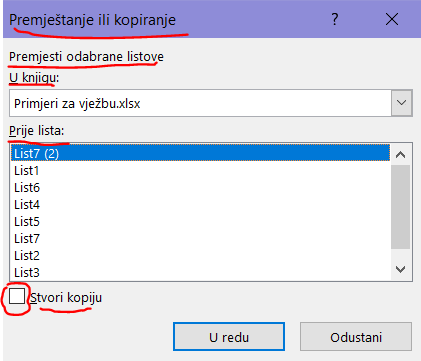 Premještanje ili kopiranje ? ×
Premjesti odabrane listove
U knjigu:
Primjeri za vježbu.xlsx
Prije lista:
List7 (2)
List1
List6
List4
List5
List7
List2
List3
Stvori kopiju
U redu Odustani